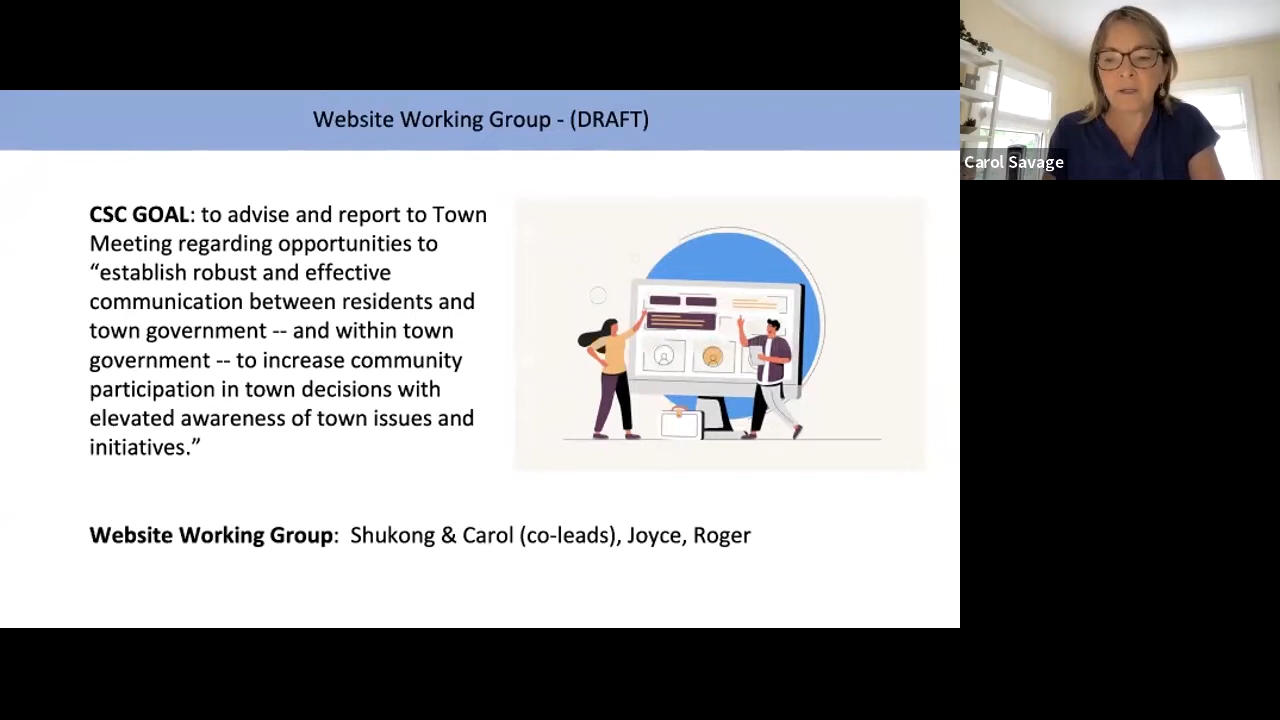 Website Working Group - (DRAFT)
CSC GOAL: to advise and report to Town
Meeting regarding opportunities to
“establish robust and effective
communication between residents and
town government -- and within town
government -- to increase community
participation in town decisions with
elevated awareness of town issues and
initiatives.”
Website Working Group:  Shukong & Carol (co-leads), Joyce, Roger
Carol Savage